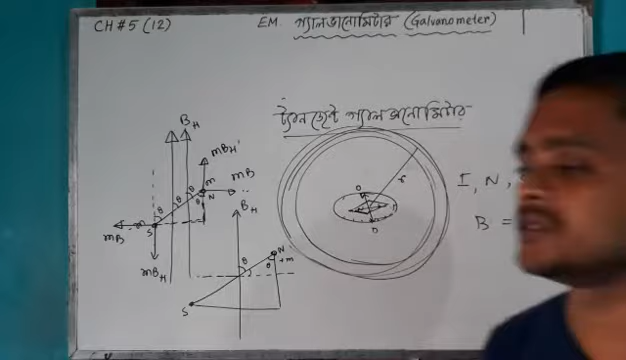 CH # 5 (12)
EM. গ্যালভানোমিটার (Galvanometer)
ট্যানজেন্ট গ্যালভানোমিটার
B_H
mB_H'
m
mB
N
θ θ θ θ
m
S
mB
mB_H
B_H
θ
N
+m
θ
S
r
O
O
I, N,
B =